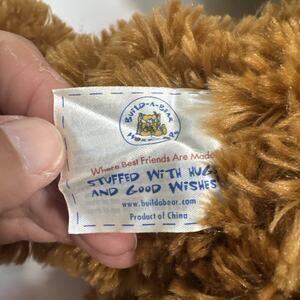 BUILD-A-BEAR
WORKSHOP
Where Best Friends Are Made
STUFFED WITH HUGS
AND GOOD WISHES
www.buildabear.com
Product of China